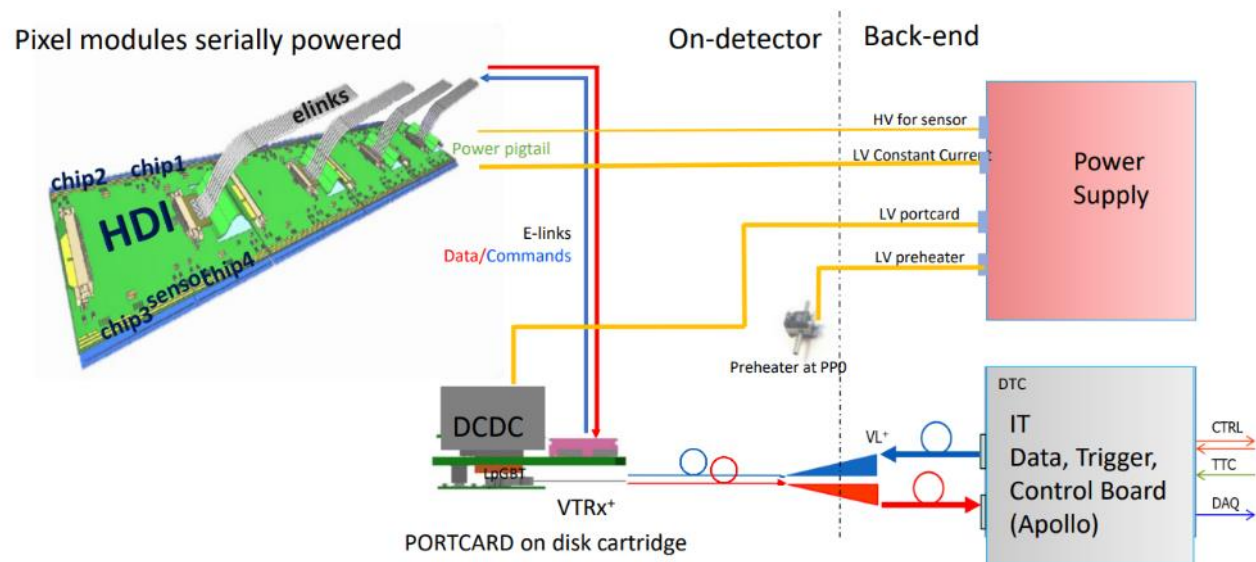 Pixel modules serially powered
On-detector
Back-end
elinks
chip2
chip1
HDI
chip3
sensor
chip4
Power pigtail
HV for sensor
LV Constant Current
LV portcard
LV preheater
Power
Supply
E-links
Data/Commands
Preheater at PP0
DCDC
LpGBT
VTRx+
PORTCARD on disk cartridge
VL+
DTC
IT
Data, Trigger,
Control Board
(Apollo)
CTRL
TTC
DAQ